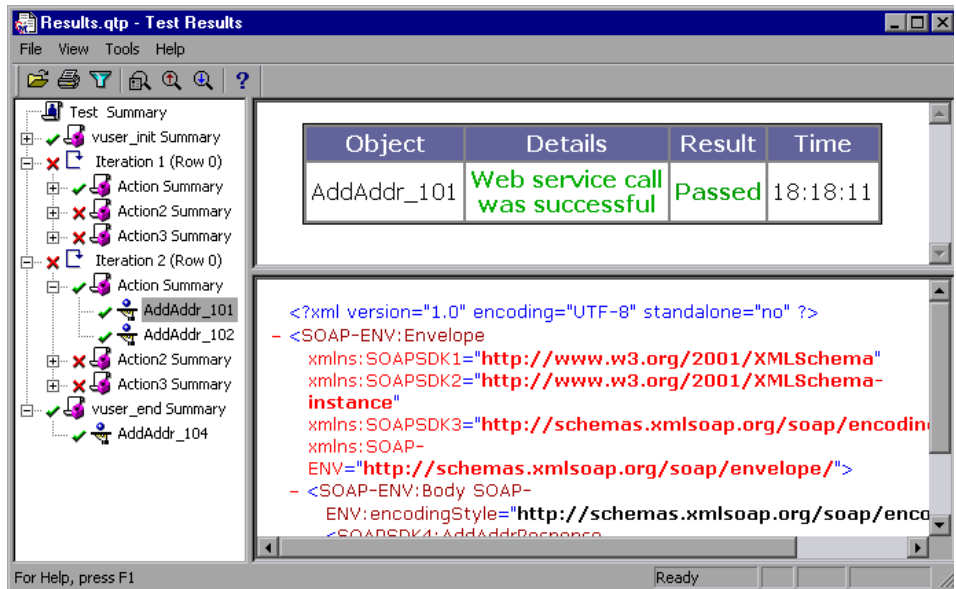 Results.qtp - Test Results
File View Tools Help
?
Test Summary
vuser_init Summary
Iteration 1 (Row 0)
Action Summary
Action2 Summary
Action3 Summary
Iteration 2 (Row 0)
Action Summary
AddAddr_101
AddAddr_102
Action2 Summary
Action3 Summary
vuser_end Summary
AddAddr_104
Object Details Result Time
AddAddr_101 Web service call was successful Passed 18:18:11
<?xml version="1.0" encoding="UTF-8" standalone="no" ?>
- <SOAP-ENV:Envelope
xmlns:SOAPSDK1="http://www.w3.org/2001/XMLSchema"
xmlns:SOAPSDK2="http://www.w3.org/2001/XMLSchema-
instance"
xmlns:SOAPSDK3="http://schemas.xmlsoap.org/soap/encodin
xmlns:SOAP-
ENV="http://schemas.xmlsoap.org/soap/envelope/">
- <SOAP-ENV:Body SOAP-
ENV:encodingStyle="http://schemas.xmlsoap.org/soap/enco
<SOAPSDK4:AddAddrResponse
For Help, press F1
Ready